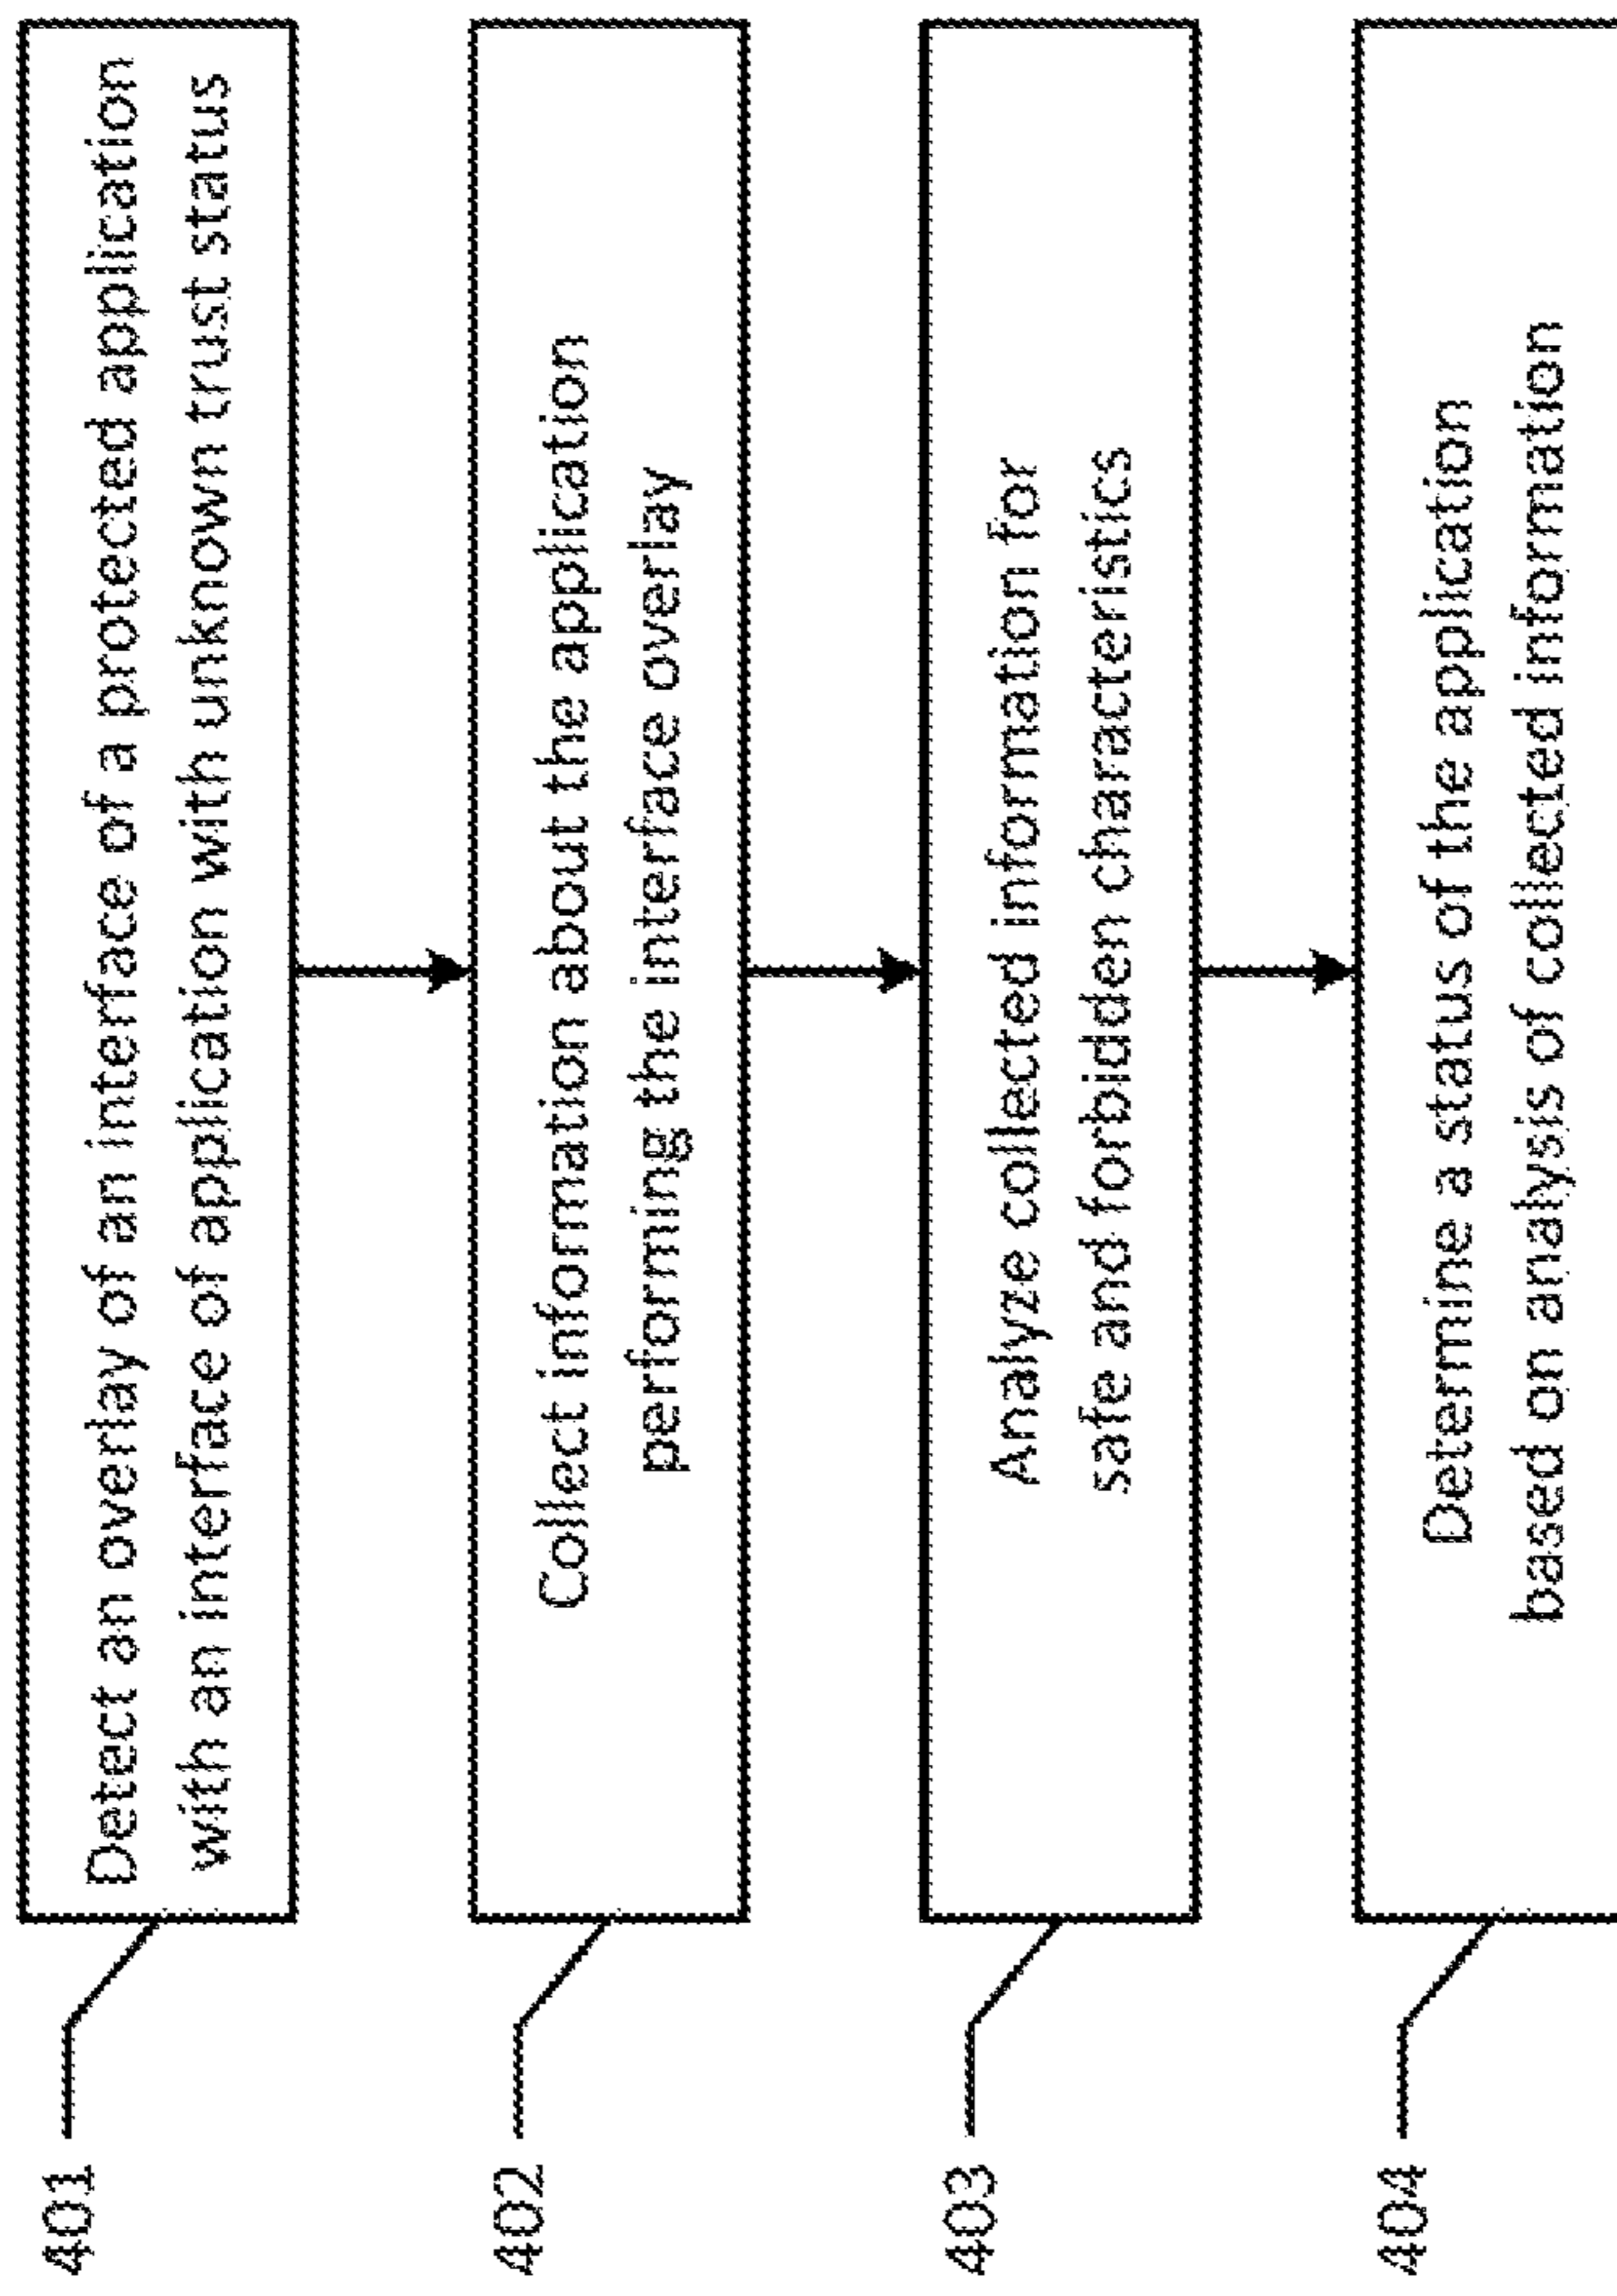 401
Detect an overlay of an interface of a protected application
with an interface of application with unknown trust status
402
Collect information about the application
performing the interface overlay
403
Analyze collected information for
safe and forbidden characteristics
404
Determine a status of the application
based on analysis of collected information